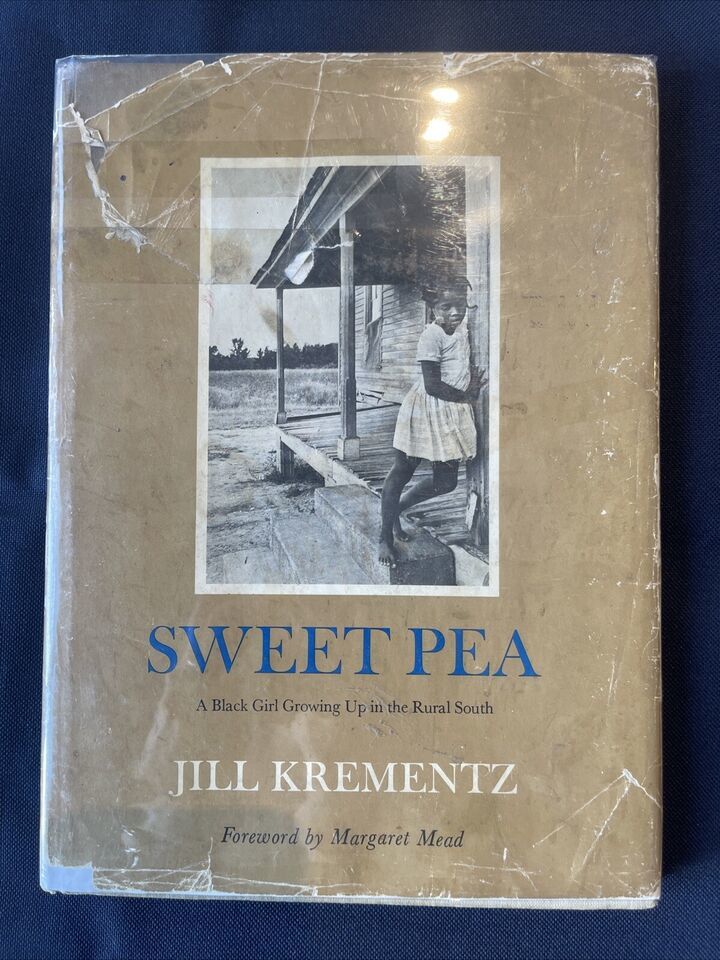 SWEET PEA
A Black Girl Growing Up in the Rural South
JILL KREMENTZ
Foreword by Margaret Mead